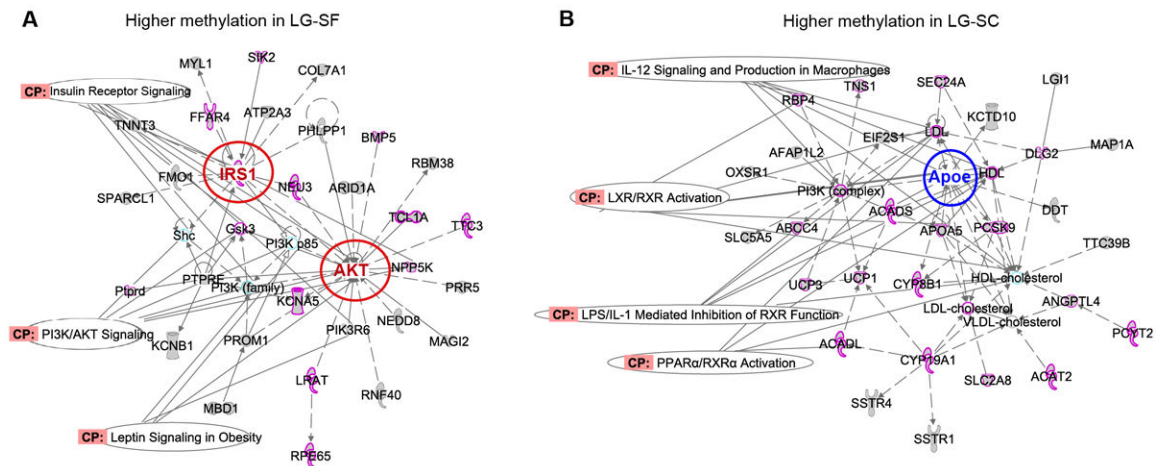 A
Higher methylation in LG-SF
MYL1
SIK2
COL7A1
CP: Insulin Receptor Signaling
FFAR4
ATP2A3
TNNT3
PHLPP1
BMP5
RBM38
FMO1
IRS1
NEU3
ARID1A
SPARCL1
TCL1A
TTC3
Gsk3
Shc
PI3K p85
AKT
NPP5K
PTPRF
Ptprd
PI3K (family)
PRR5
KCNA5
NEDD8
CP: PI3K/AKT Signaling
PIK3R6
MAGI2
KCNB1
PROM1
LRAT
RNF40
MBD1
CP: Leptin Signaling in Obesity
RPE65
B
Higher methylation in LG-SC
CP: IL-12 Signaling and Production in Macrophages
TNS1
SEC24A
LGI1
RBP4
KCTD10
EIF2S1
LDL
AFAP1L2
DLG2
MAP1A
OXSR1
Apoe
HDL
PI3K (complex)
CP: LXR/RXR Activation
ACADS
DDT
ABCC4
APOA5
PCSK9
SLC5A5
TTC39B
UCP3
UCP1
CYP8B1
HDL-cholesterol
ANGPTL4
LDL-cholesterol
CP: LPS/IL-1 Mediated Inhibition of RXR Function
VLDL-cholesterol
PCYT2
ACADL
CP: PPARα/RXRα Activation
CYP19A1
SLC2A8
ACAT2
SSTR4
SSTR1